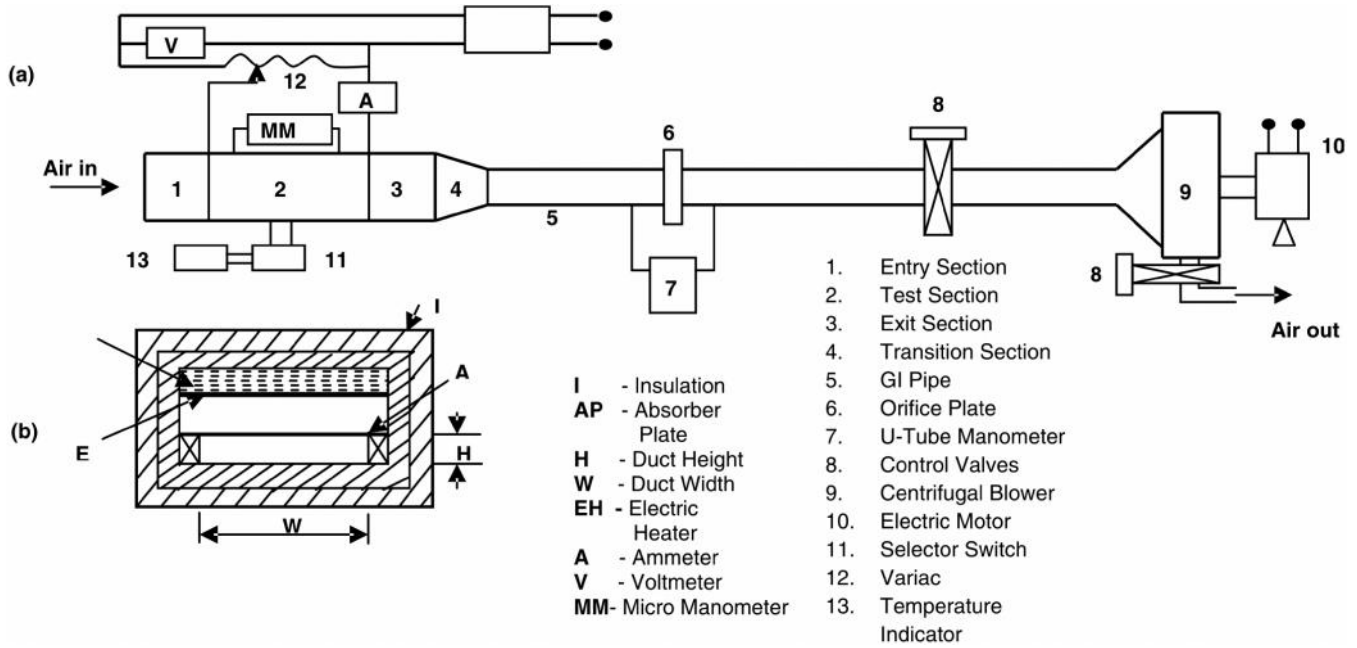 (a)
V
12
A
MM
Air in
1
2
3
4
5
6
7
8
9
10
13
11
8
Air out
(b)
I
A
E
H
W
I - Insulation
AP - Absorber
Plate
H - Duct Height
W - Duct Width
EH - Electric
Heater
A - Ammeter
V - Voltmeter
MM- Micro Manometer
1. Entry Section
2. Test Section
3. Exit Section
4. Transition Section
5. GI Pipe
6. Orifice Plate
7. U-Tube Manometer
8. Control Valves
9. Centrifugal Blower
10. Electric Motor
11. Selector Switch
12. Variac
13. Temperature
Indicator